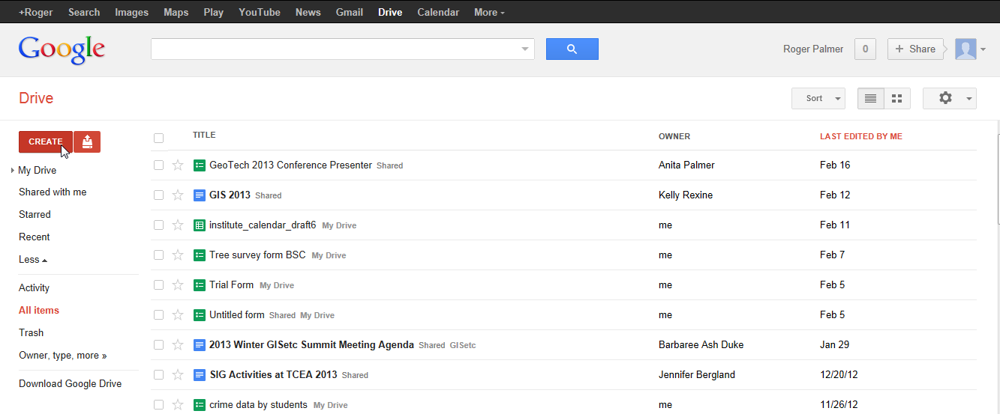 +Roger Search Images Maps Play YouTube News Gmail Drive Calendar More
Google
Roger Palmer 0 + Share
Drive
Sort
CREATE
TITLE OWNER LAST EDITED BY ME
GeoTech 2013 Conference Presenter Shared Anita Palmer Feb 16
My Drive
GIS 2013 Shared Kelly Rexine Feb 12
Shared with me
Starred
institute_calendar_draft6 My Drive me Feb 11
Recent
Tree survey form BSC My Drive me Feb 7
Less
Trial Form My Drive me Feb 5
Activity
All items
Untitled form Shared My Drive me Feb 5
Trash
2013 Winter GISetc Summit Meeting Agenda Shared GISetc Barbaree Ash Duke Jan 29
Owner, type, more »
SIG Activities at TCEA 2013 Shared Jennifer Bergland 12/20/12
Download Google Drive
crime data by students My Drive me 11/26/12